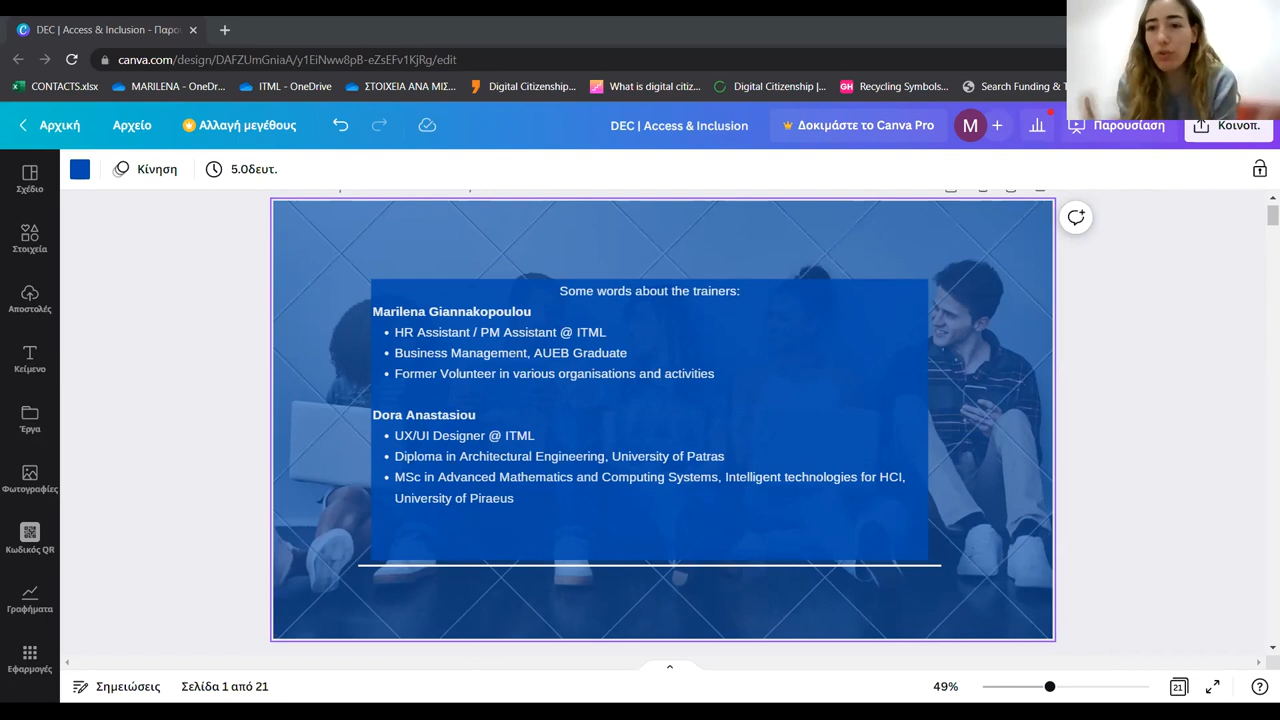 DEC | Access & Inclusion - Παρου
canva.com/design/DAFZUmGniaA/y1EiNww8pB-eZsEFv1KjRg/edit
CONTACTS.xlsx
MARILENA - OneDr...
ITML - OneDrive
ΣΤΟΙΧΕΙΑ ΑΝΑ ΜΙΣ...
Digital Citizenship...
What is digital citiz...
Digital Citizenship |...
GH
Recycling Symbols...
Search Funding & T
Αρχική
Αρχείο
Αλλαγή μεγέθους
DEC | Access & Inclusion
Δοκιμάστε το Canva Pro
M
Παρουσίαση
Κοινοπ.
Κίνηση
5.0δευτ.
Σχέδιο
Στοιχεία
Αποστολές
Κείμενο
Έργα
Φωτογραφίες
Κωδικός QR
Γραφήματα
Εφαρμογές
Some words about the trainers:
Marilena Giannakopoulou
• HR Assistant / PM Assistant @ ITML
• Business Management, AUEB Graduate
• Former Volunteer in various organisations and activities
Dora Anastasiou
• UX/UI Designer @ ITML
• Diploma in Architectural Engineering, University of Patras
• MSc in Advanced Mathematics and Computing Systems, Intelligent technologies for HCI,
University of Piraeus
Σημειώσεις
Σελίδα 1 από 21
49%
21